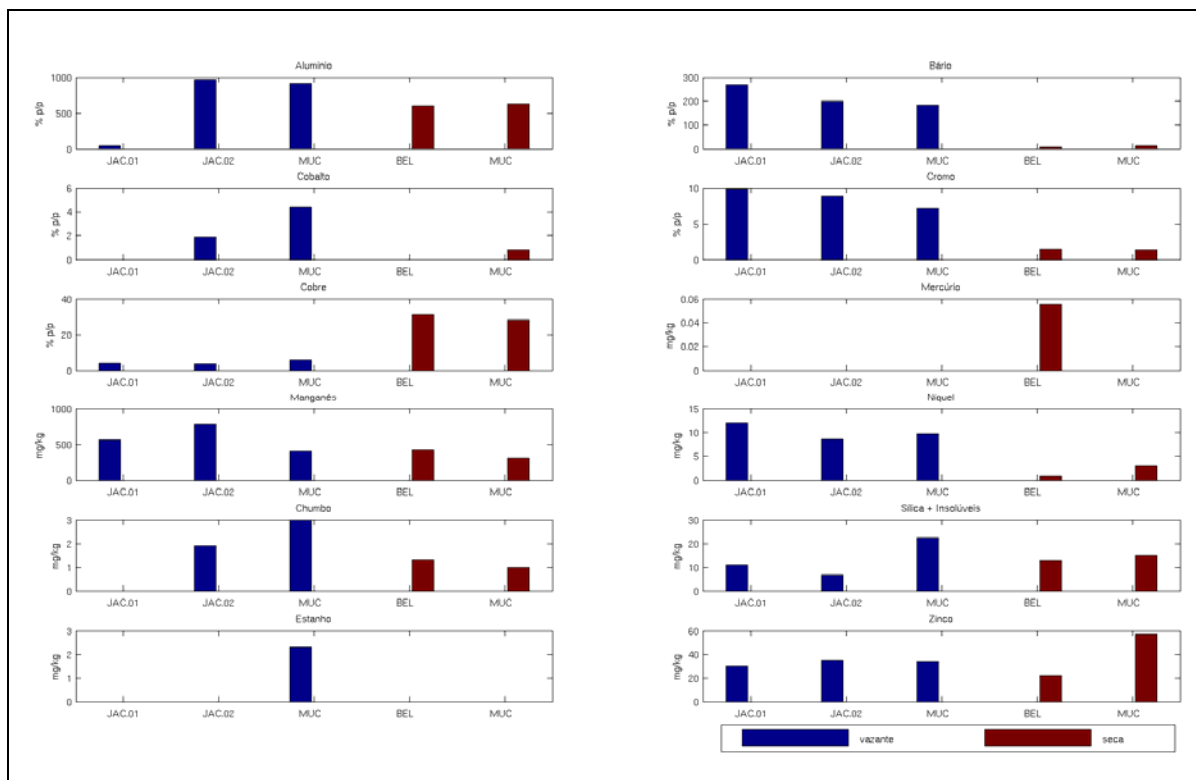 Alumínio
1000
500
0
% p/p
JAC.01 JAC.02 MUC BEL MUC
Bário
300
200
100
0
% p/p
JAC.01 JAC.02 MUC BEL MUC
Cobalto
6
4
2
0
% p/p
JAC.01 JAC.02 MUC BEL MUC
Cromo
10
5
0
% p/p
JAC.01 JAC.02 MUC BEL MUC
Cobre
40
20
0
% p/p
JAC.01 JAC.02 MUC BEL MUC
Mercúrio
0.06
0.04
0.02
0
mg/kg
JAC.01 JAC.02 MUC BEL MUC
Manganês
1000
500
0
mg/kg
JAC.01 JAC.02 MUC BEL MUC
Níquel
15
10
5
0
mg/kg
JAC.01 JAC.02 MUC BEL MUC
Chumbo
3
2
1
0
mg/kg
JAC.01 JAC.02 MUC BEL MUC
Sílica + Insolúveis
30
20
10
0
mg/kg
JAC.01 JAC.02 MUC BEL MUC
Estanho
3
2
1
0
mg/kg
JAC.01 JAC.02 MUC BEL MUC
Zinco
60
40
20
0
mg/kg
JAC.01 JAC.02 MUC BEL MUC
vazante seca